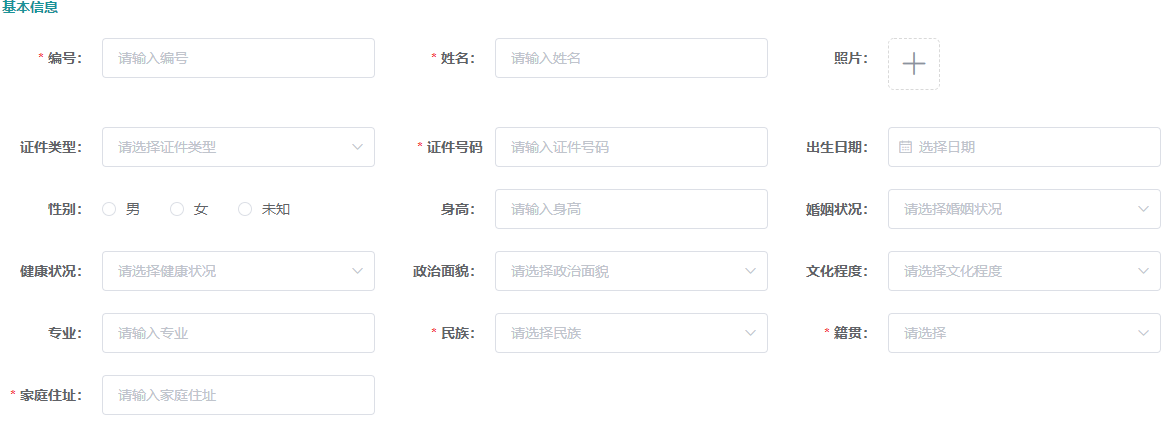 基本信息
* 编号： 请输入编号 * 姓名： 请输入姓名 照片：
证件类型： 请选择证件类型 * 证件号码 请输入证件号码 出生日期： 选择日期
性别： 男 女 未知 身高： 请输入身高 婚姻状况： 请选择婚姻状况
健康状况： 请选择健康状况 政治面貌： 请选择政治面貌 文化程度： 请选择文化程度
专业： 请输入专业 * 民族： 请选择民族 * 籍贯： 请选择
* 家庭住址： 请输入家庭住址